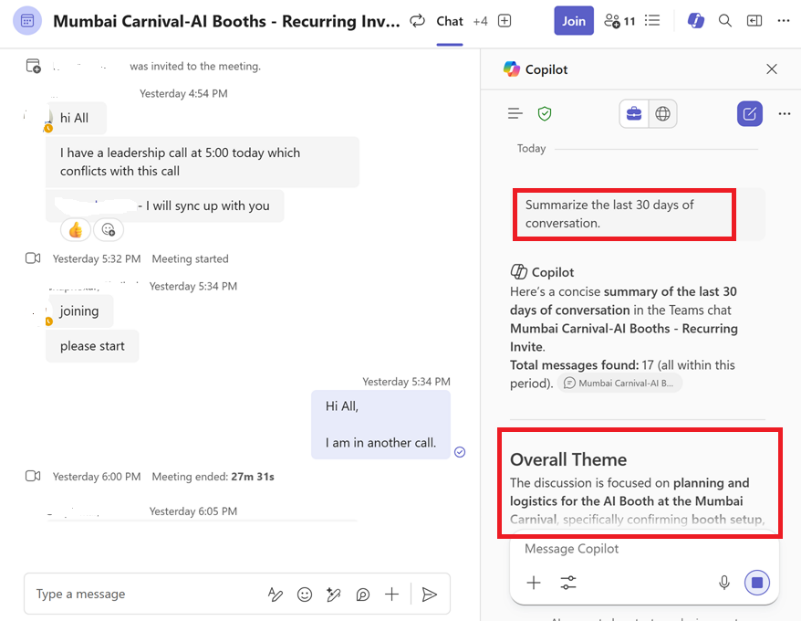 Mumbai Carnival-AI Booths - Recurring Invi...
Chat
+4
Join
11
was invited to the meeting.
Yesterday 4:54 PM
hi All
I have a leadership call at 5:00 today which
conflicts with this call
- I will sync up with you
Yesterday 5:32 PM Meeting started
Yesterday 5:34 PM
joining
please start
Yesterday 5:34 PM
Hi All,
I am in another call.
Yesterday 6:00 PM Meeting ended: 27m 31s
Yesterday 6:05 PM
Type a message
Copilot
Today
Summarize the last 30 days of
conversation.
Copilot
Here's a concise summary of the last 30
days of conversation in the Teams chat
Mumbai Carnival-AI Booths - Recurring
Invite.
Total messages found: 17 (all within this
period). Mumbai Carnival-AI B...
Overall Theme
The discussion is focused on planning and
logistics for the AI Booth at the Mumbai
Carnival, specifically confirming booth setup,
Message Copilot